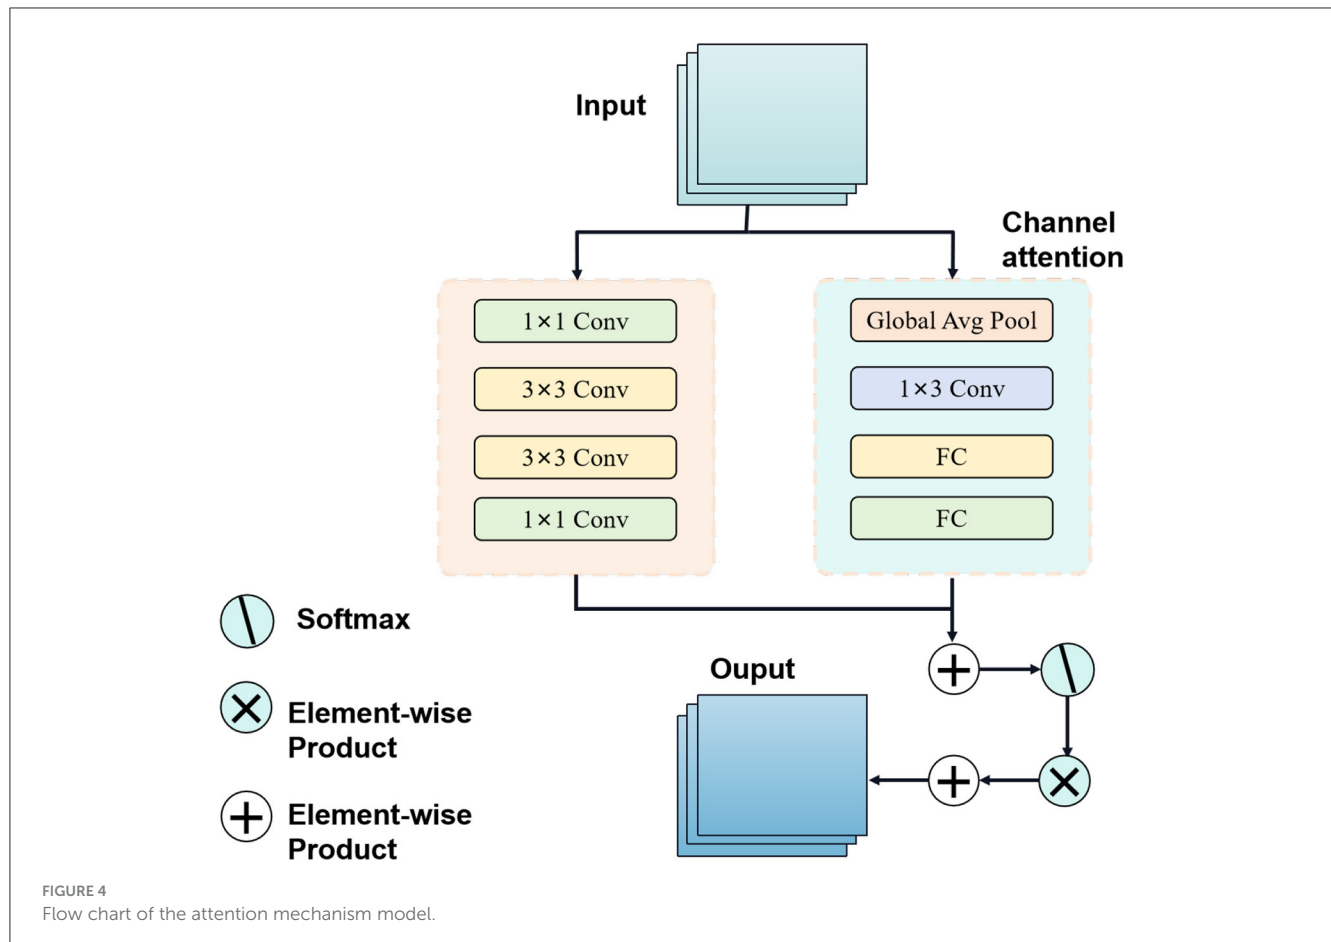 Input
Channel
attention
1×1 Conv
3×3 Conv
3×3 Conv
1×1 Conv
Global Avg Pool
1×3 Conv
FC
FC
Softmax
Element-wise
Product
Element-wise
Product
Ouput
FIGURE 4
Flow chart of the attention mechanism model.